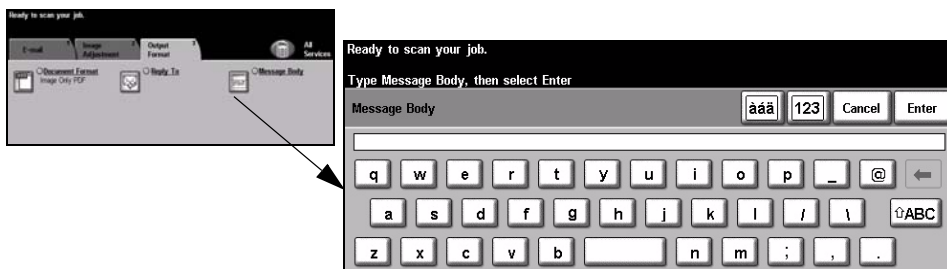 Ready to scan your job.
E-mail
Image Adjustment
Output Format
All Services
Document Format
Image Only PDF
Reply To
Message Body
Ready to scan your job.
Type Message Body, then select Enter
Message Body àáä 123 Cancel Enter
q w e r t y u i o p _ @ ←
a s d f g h j k l / \ ⇧ABC
z x c v b n m ; , .